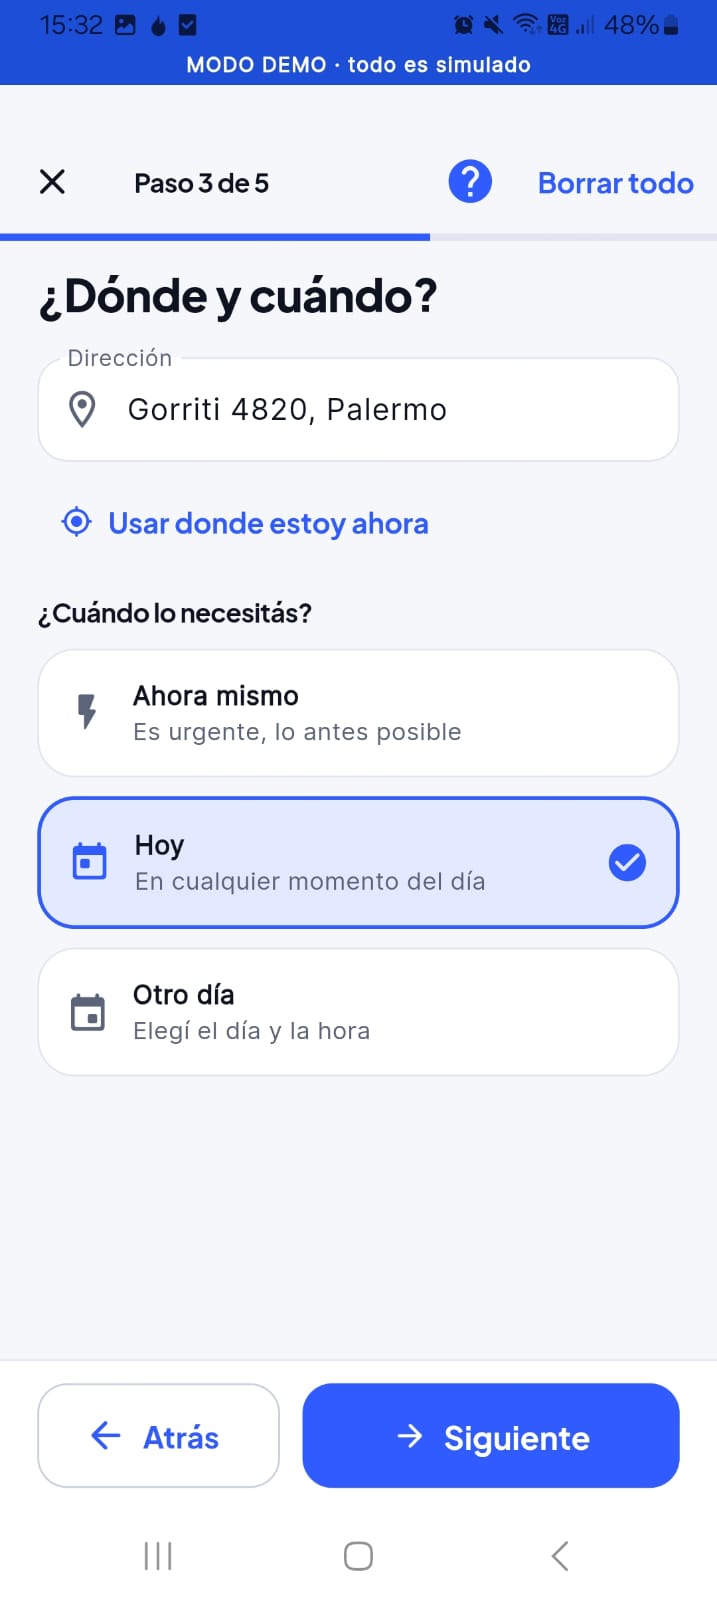 15:32
Voz 4G
48%
MODO DEMO · todo es simulado
Paso 3 de 5
?
Borrar todo
¿Dónde y cuándo?
Dirección
Gorriti 4820, Palermo
Usar donde estoy ahora
¿Cuándo lo necesitás?
Ahora mismo
Es urgente, lo antes posible
Hoy
En cualquier momento del día
Otro día
Elegí el día y la hora
Atrás
Siguiente